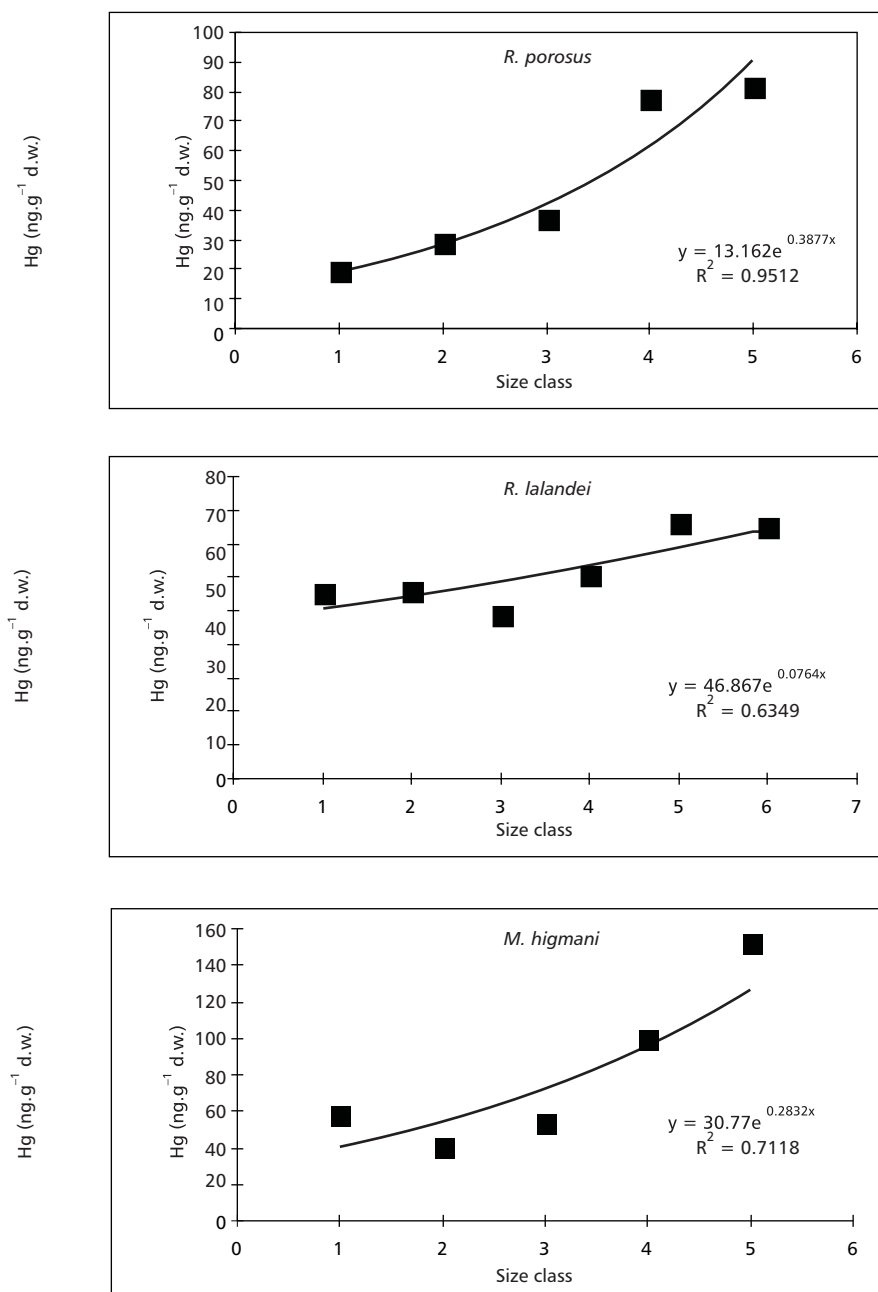 R. porosus
100
90
80
70
60
50
40
30
20
10
0
Hg (ng.g⁻¹ d.w.)
Hg (ng.g⁻¹ d.w.)
y = 13.162e^0.3877x
R² = 0.9512
0 1 2 3 4 5 6
Size class
R. lalandei
80
70
60
50
40
30
20
10
0
Hg (ng.g⁻¹ d.w.)
Hg (ng.g⁻¹ d.w.)
y = 46.867e^0.0764x
R² = 0.6349
0 1 2 3 4 5 6 7
Size class
M. higmani
160
140
120
100
80
60
40
20
0
Hg (ng.g⁻¹ d.w.)
Hg (ng.g⁻¹ d.w.)
y = 30.77e^0.2832x
R² = 0.7118
0 1 2 3 4 5 6
Size class